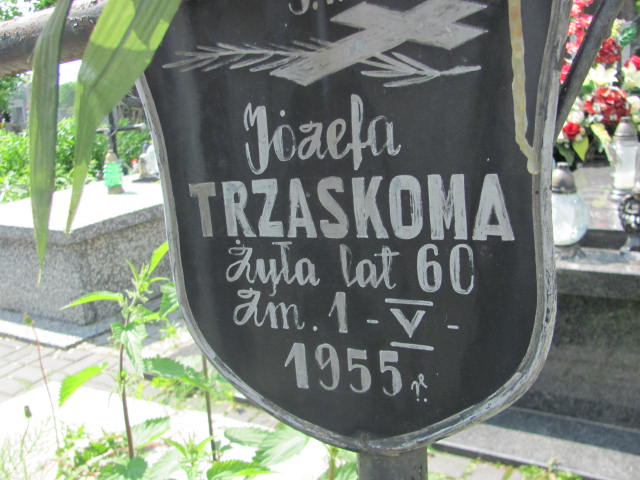 Józefa
TRZASKOMA
żyła lat 60
Zm. 1 - V -
1955 r.